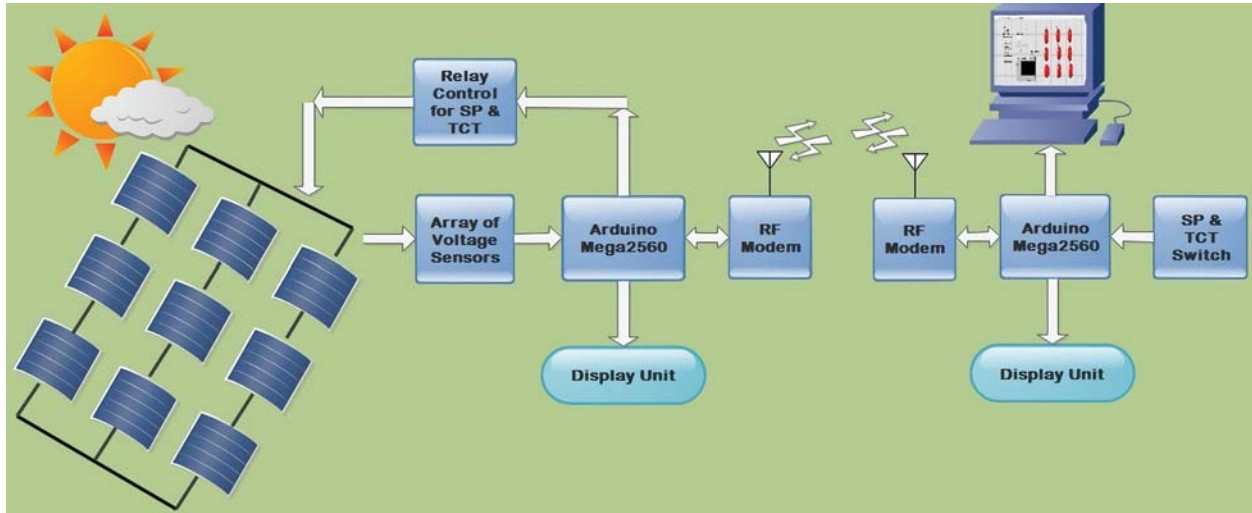 Relay
Control
for SP &
TCT
Array of
Voltage
Sensors
Arduino
Mega2560
RF
Modem
Display Unit
RF
Modem
Arduino
Mega2560
SP &
TCT
Switch
Display Unit